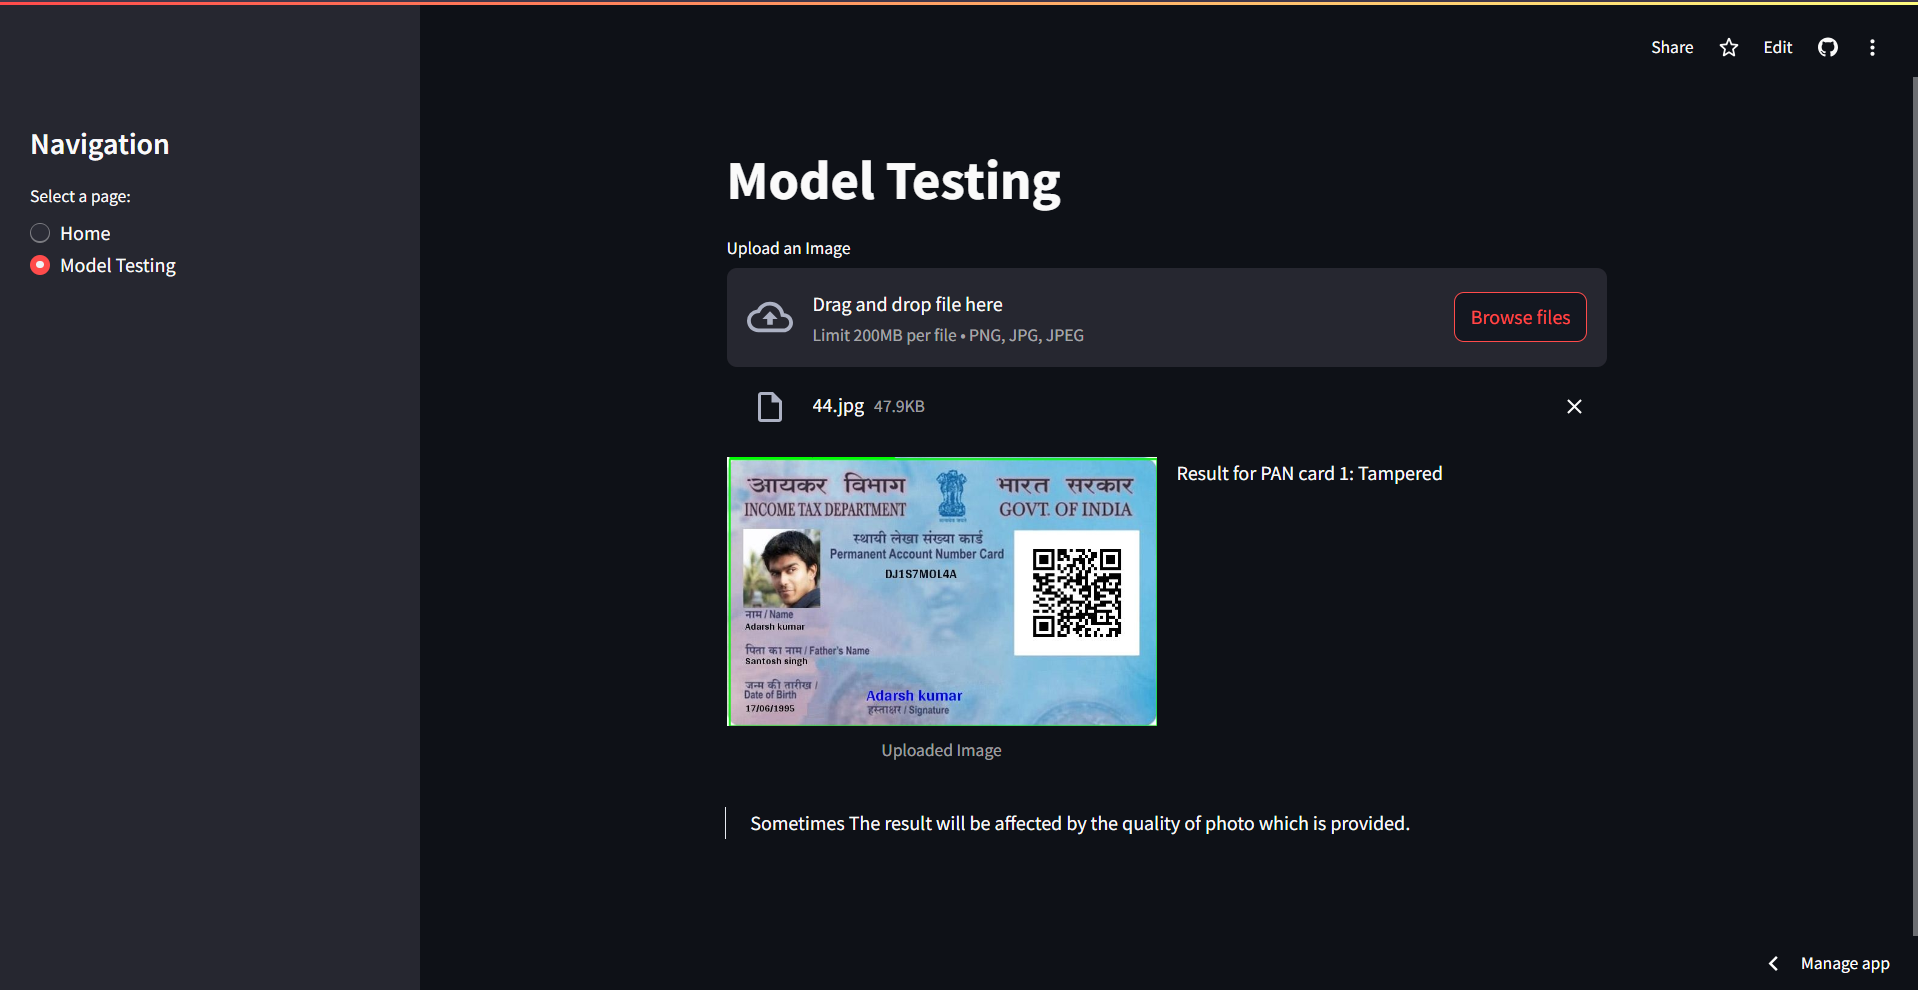 Share
Edit
Navigation
Select a page:
Home
Model Testing
Model Testing
Upload an Image
Drag and drop file here
Limit 200MB per file • PNG, JPG, JPEG
Browse files
44.jpg 47.9KB
Result for PAN card 1: Tampered
आयकर विभाग
INCOME TAX DEPARTMENT
भारत सरकार
GOVT. OF INDIA
स्थायी लेखा संख्या कार्ड
Permanent Account Number Card
DJ1S7MOL4A
नाम / Name
Adarsh kumar
पिता का नाम / Father's Name
Santosh singh
जन्म की तारीख /
Date of Birth
17/06/1995
Adarsh kumar
हस्ताक्षर / Signature
Uploaded Image
Sometimes The result will be affected by the quality of photo which is provided.
Manage app